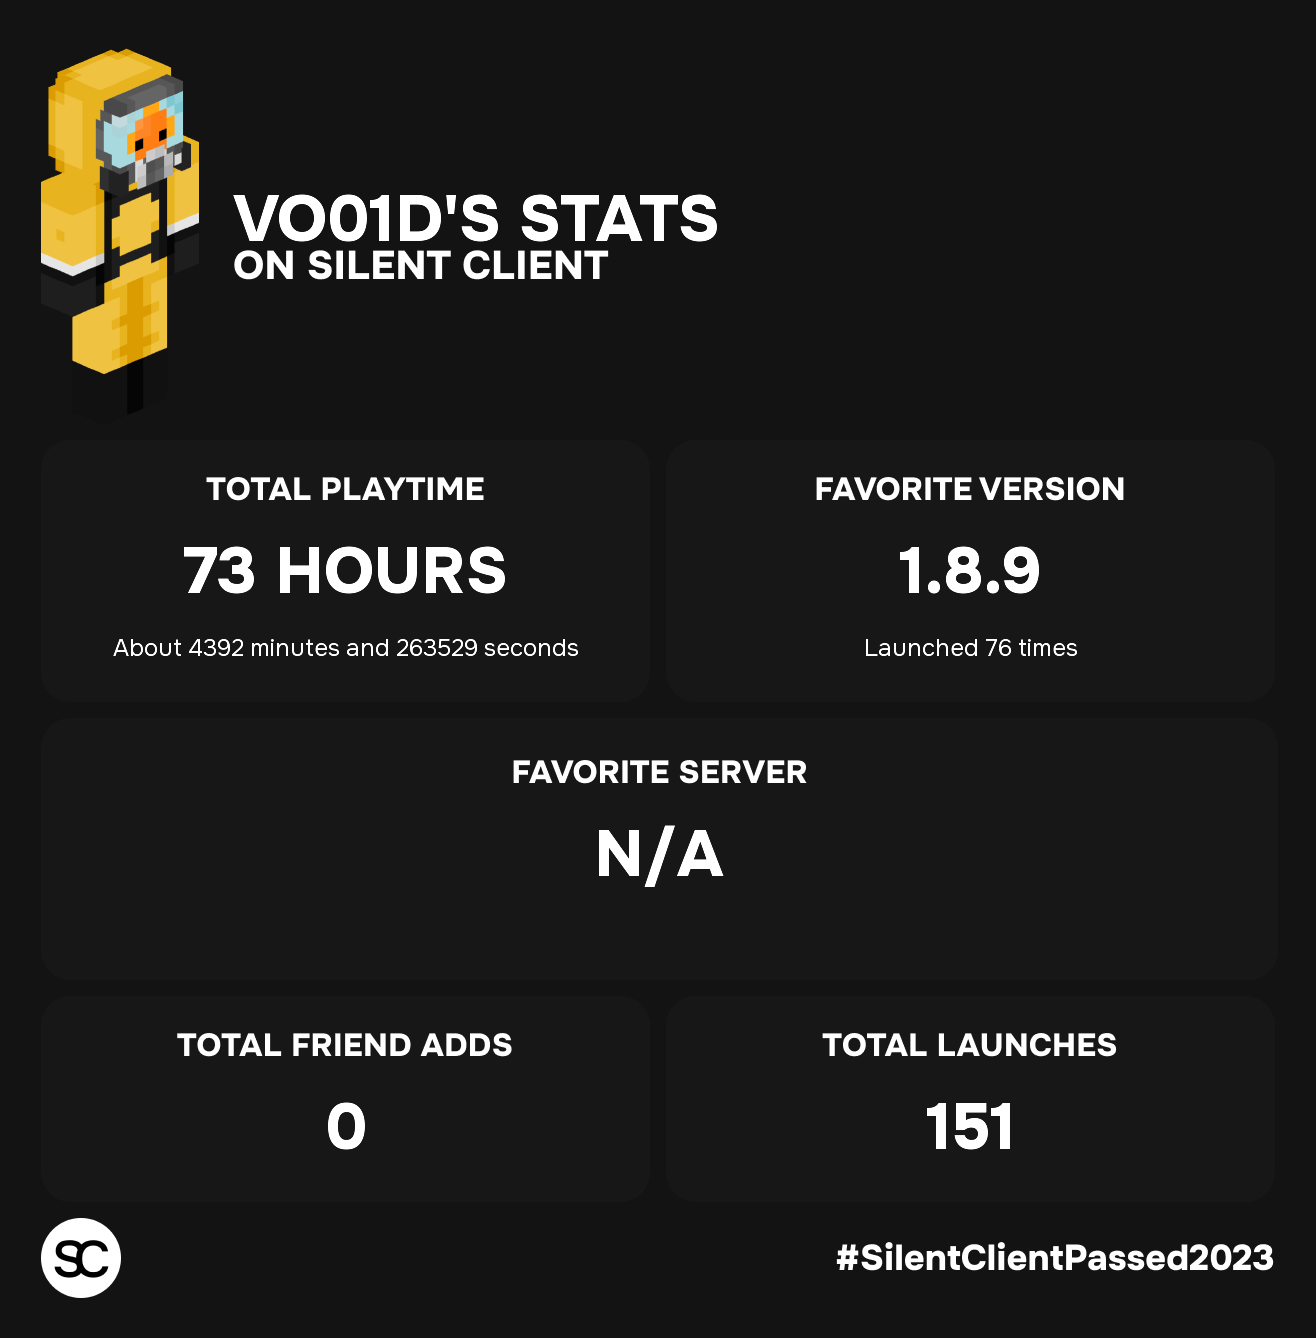 VO01D'S STATS
ON SILENT CLIENT
TOTAL PLAYTIME
73 HOURS
About 4392 minutes and 263529 seconds
FAVORITE VERSION
1.8.9
Launched 76 times
FAVORITE SERVER
N/A
TOTAL FRIEND ADDS
0
TOTAL LAUNCHES
151
SC
#SilentClientPassed2023